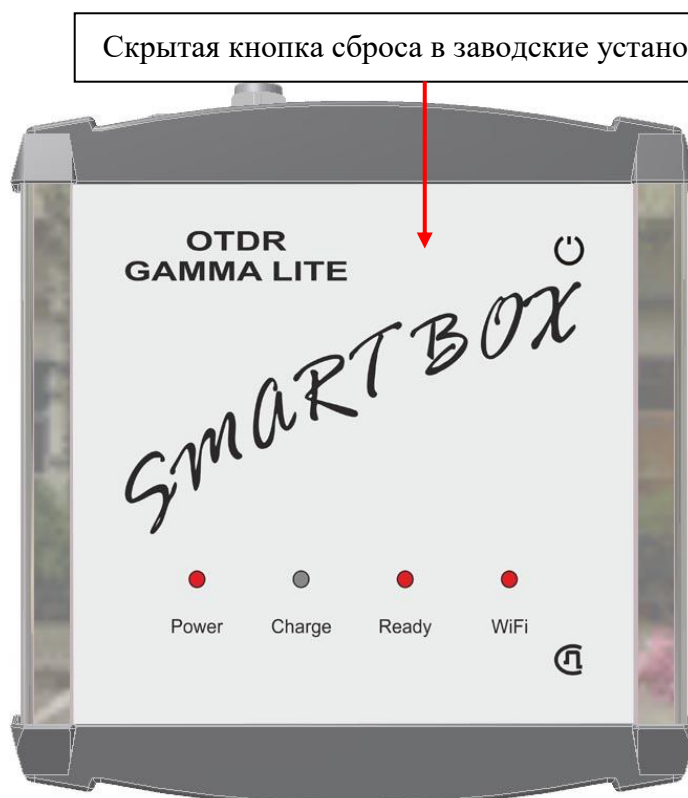 Скрытая кнопка сброса в заводские устано
OTDR
GAMMA LITE
SMARTBOX
Power Charge Ready WiFi